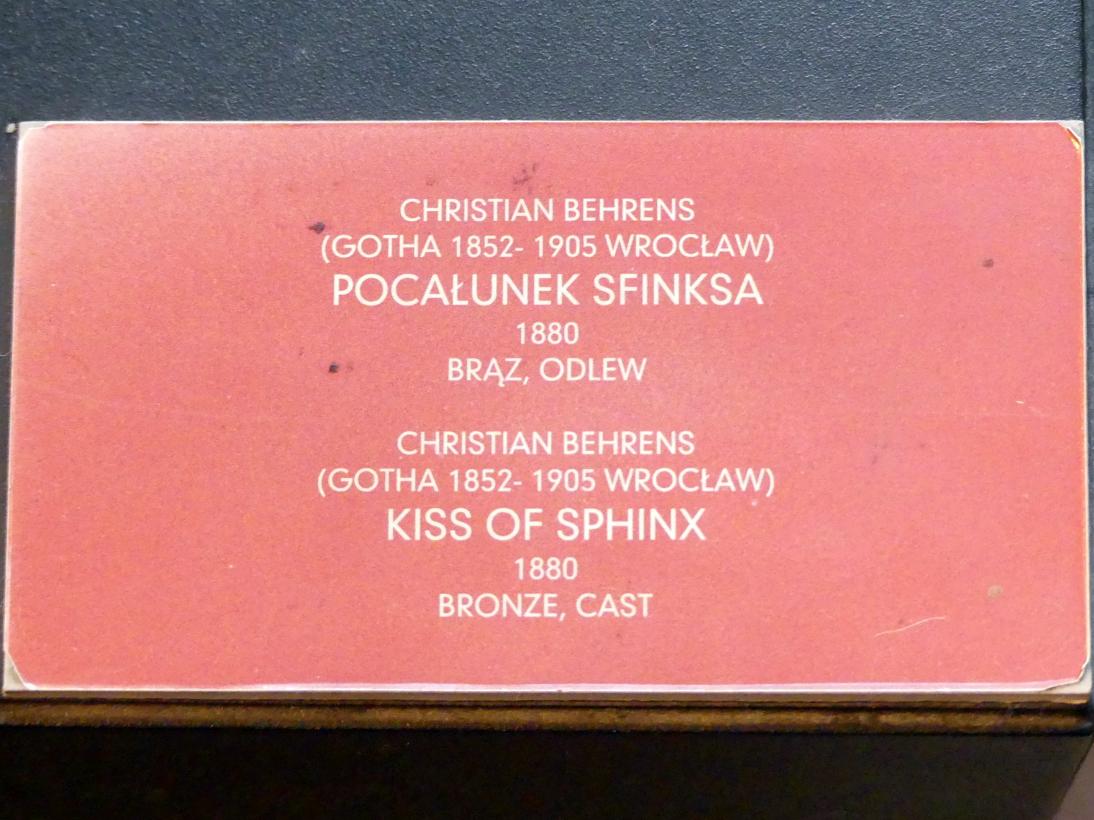 CHRISTIAN BEHRENS
(GOTHA 1852- 1905 WROCŁAW)
POCAŁUNEK SFINKSA
1880
BRĄZ, ODLEW
CHRISTIAN BEHRENS
(GOTHA 1852- 1905 WROCŁAW)
KISS OF SPHINX
1880
BRONZE, CAST